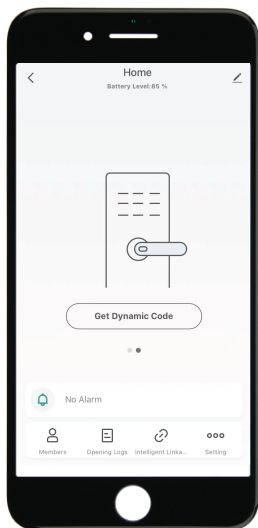 Home
Battery Level:85 %
Get Dynamic Code
No Alarm
Members Opening Logs Intelligent Linka... Setting